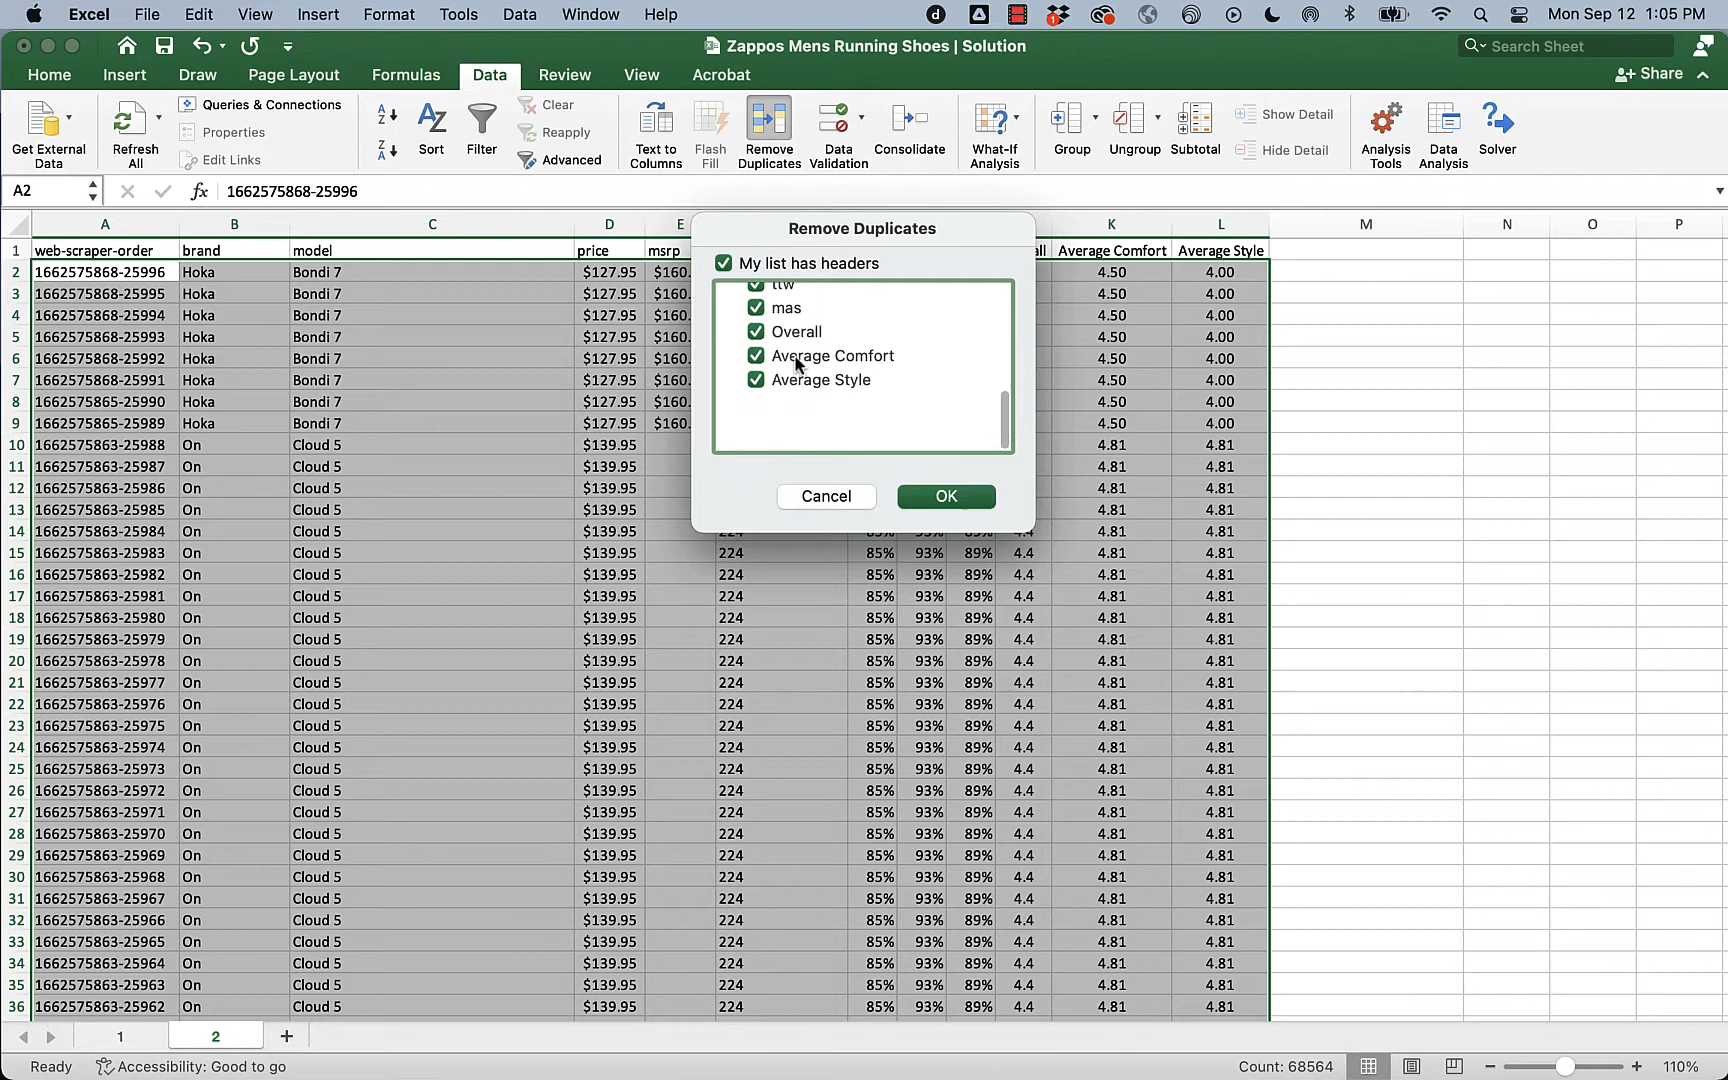 Excel File Edit View Insert Format Tools Data Window Help Mon Sep 12 1:05 PM
Zappos Mens Running Shoes | Solution
Search Sheet
Home Insert Draw Page Layout Formulas Data Review View Acrobat Share
Get External Data
Refresh All
Queries & Connections
Properties
Edit Links
Sort
Filter
Clear
Reapply
Advanced
Text to Columns
Flash Fill
Remove Duplicates
Data Validation
Consolidate
What-If Analysis
Group
Ungroup
Subtotal
Show Detail
Hide Detail
Analysis Tools
Data Analysis
Solver
A2 fx 1662575868-25996
A B C D E K L M N O P
1 web-scraper-order brand model price msrp all Average Comfort Average Style
2 1662575868-25996 Hoka Bondi 7 $127.95 $160. 4.50 4.00
3 1662575868-25995 Hoka Bondi 7 $127.95 $160. 4.50 4.00
4 1662575868-25994 Hoka Bondi 7 $127.95 $160. 4.50 4.00
5 1662575868-25993 Hoka Bondi 7 $127.95 $160. 4.50 4.00
6 1662575868-25992 Hoka Bondi 7 $127.95 $160. 4.50 4.00
7 1662575868-25991 Hoka Bondi 7 $127.95 $160. 4.50 4.00
8 1662575865-25990 Hoka Bondi 7 $127.95 $160. 4.50 4.00
9 1662575865-25989 Hoka Bondi 7 $127.95 $160. 4.50 4.00
10 1662575863-25988 On Cloud 5 $139.95 4.81 4.81
11 1662575863-25987 On Cloud 5 $139.95 4.81 4.81
12 1662575863-25986 On Cloud 5 $139.95 4.81 4.81
13 1662575863-25985 On Cloud 5 $139.95 4.81 4.81
14 1662575863-25984 On Cloud 5 $139.95 4.81 4.81
15 1662575863-25983 On Cloud 5 $139.95 224 85% 93% 89% 4.4 4.81 4.81
16 1662575863-25982 On Cloud 5 $139.95 224 85% 93% 89% 4.4 4.81 4.81
17 1662575863-25981 On Cloud 5 $139.95 224 85% 93% 89% 4.4 4.81 4.81
18 1662575863-25980 On Cloud 5 $139.95 224 85% 93% 89% 4.4 4.81 4.81
19 1662575863-25979 On Cloud 5 $139.95 224 85% 93% 89% 4.4 4.81 4.81
20 1662575863-25978 On Cloud 5 $139.95 224 85% 93% 89% 4.4 4.81 4.81
21 1662575863-25977 On Cloud 5 $139.95 224 85% 93% 89% 4.4 4.81 4.81
22 1662575863-25976 On Cloud 5 $139.95 224 85% 93% 89% 4.4 4.81 4.81
23 1662575863-25975 On Cloud 5 $139.95 224 85% 93% 89% 4.4 4.81 4.81
24 1662575863-25974 On Cloud 5 $139.95 224 85% 93% 89% 4.4 4.81 4.81
25 1662575863-25973 On Cloud 5 $139.95 224 85% 93% 89% 4.4 4.81 4.81
26 1662575863-25972 On Cloud 5 $139.95 224 85% 93% 89% 4.4 4.81 4.81
27 1662575863-25971 On Cloud 5 $139.95 224 85% 93% 89% 4.4 4.81 4.81
28 1662575863-25970 On Cloud 5 $139.95 224 85% 93% 89% 4.4 4.81 4.81
29 1662575863-25969 On Cloud 5 $139.95 224 85% 93% 89% 4.4 4.81 4.81
30 1662575863-25968 On Cloud 5 $139.95 224 85% 93% 89% 4.4 4.81 4.81
31 1662575863-25967 On Cloud 5 $139.95 224 85% 93% 89% 4.4 4.81 4.81
32 1662575863-25966 On Cloud 5 $139.95 224 85% 93% 89% 4.4 4.81 4.81
33 1662575863-25965 On Cloud 5 $139.95 224 85% 93% 89% 4.4 4.81 4.81
34 1662575863-25964 On Cloud 5 $139.95 224 85% 93% 89% 4.4 4.81 4.81
35 1662575863-25963 On Cloud 5 $139.95 224 85% 93% 89% 4.4 4.81 4.81
36 1662575863-25962 On Cloud 5 $139.95 224 85% 93% 89% 4.4 4.81 4.81
Remove Duplicates
My list has headers
ttw
mas
Overall
Average Comfort
Average Style
Cancel OK
1 2 +
Ready Accessibility: Good to go Count: 68564 110%